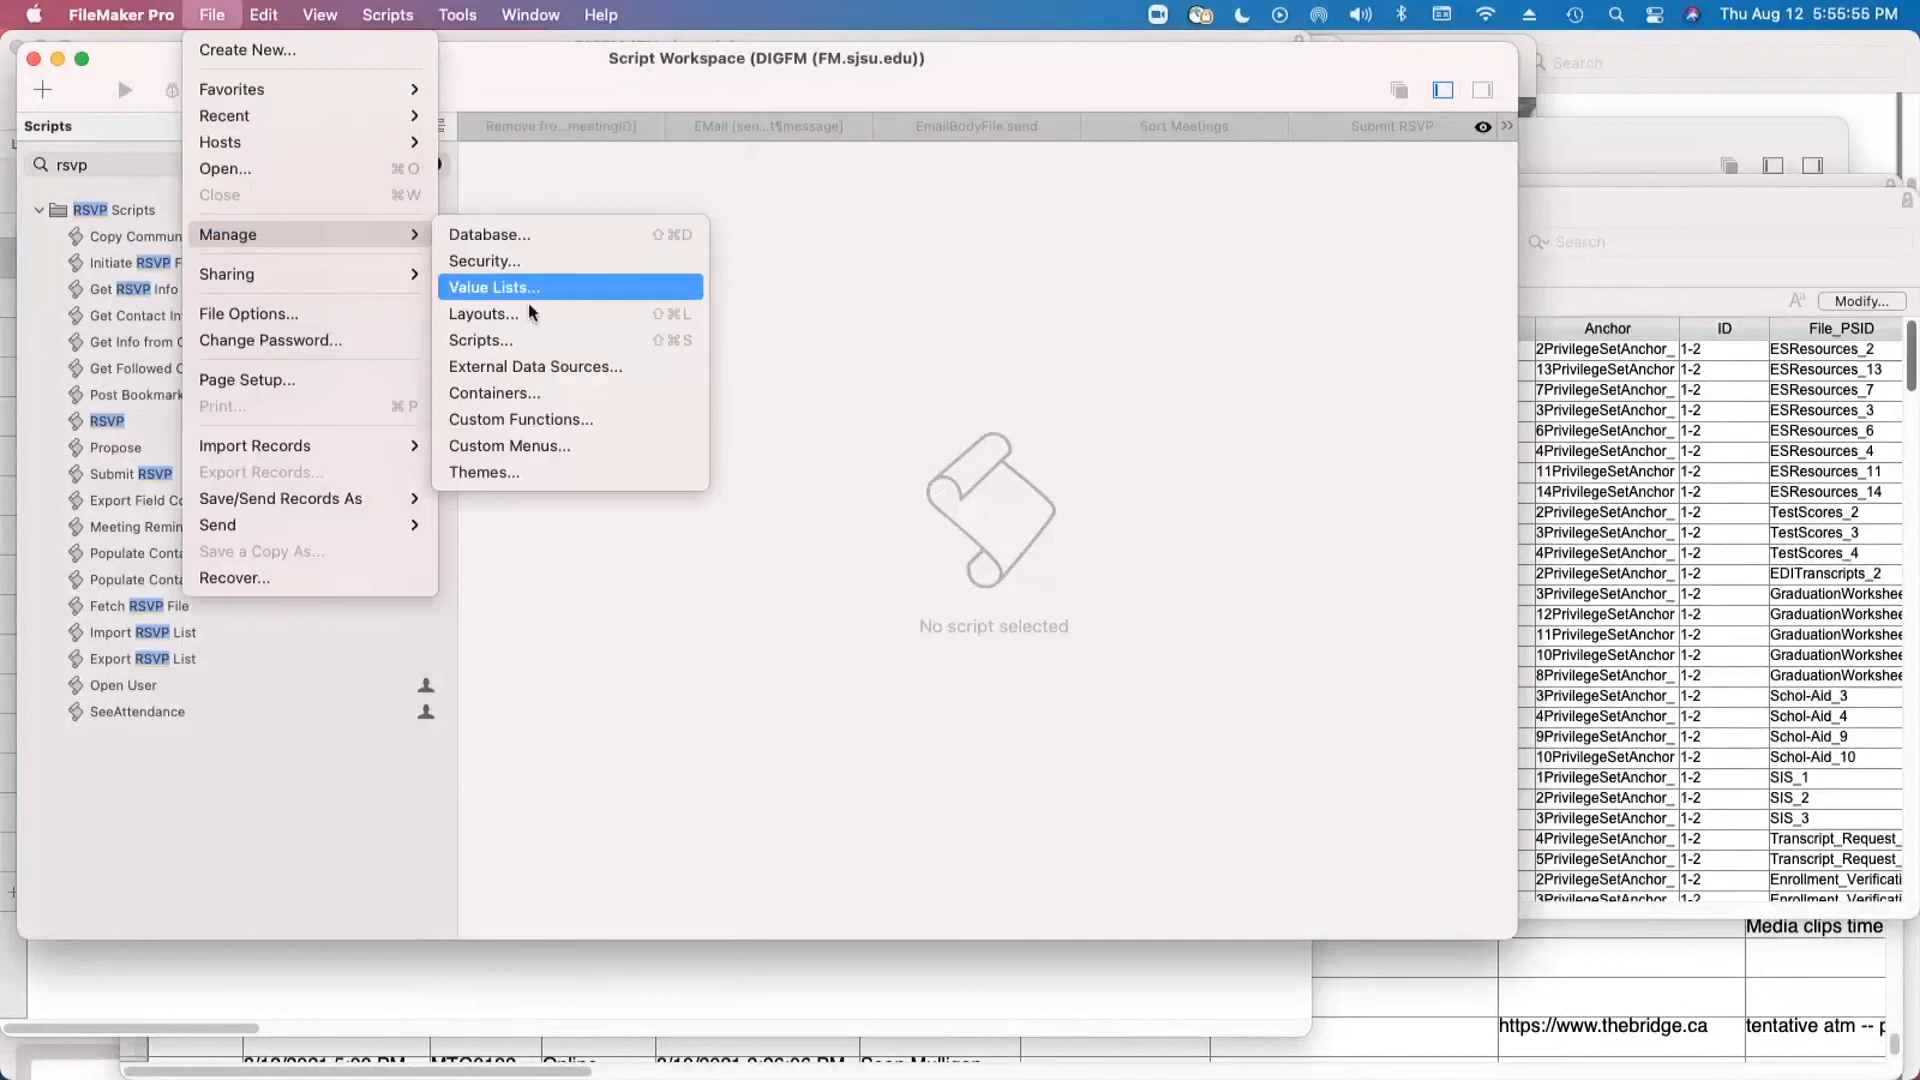 FileMaker Pro File Edit View Scripts Tools Window Help Thu Aug 12 5:55:55 PM
Script Workspace (DIGFM (FM.sjsu.edu))
Search
Scripts
Remove fro...meetingID] EMail [sen...t¶message] EmailBodyFile.send Sort Meetings Submit RSVP
rsvp
RSVP Scripts
Copy Commun
Initiate RSVP F
Get RSVP Info
Get Contact In
Get Info from C
Get Followed C
Post Bookmark
RSVP
Propose
Submit RSVP
Export Field Co
Meeting Remin
Populate Conta
Populate Conta
Fetch RSVP File
Import RSVP List
Export RSVP List
Open User
SeeAttendance
Create New...
Favorites
Recent
Hosts
Open... ⌘O
Close ⌘W
Manage
Sharing
File Options...
Change Password...
Page Setup...
Print... ⌘P
Import Records
Export Records...
Save/Send Records As
Send
Save a Copy As...
Recover...
Database... ⇧⌘D
Security...
Value Lists...
Layouts... ⇧⌘L
Scripts... ⇧⌘S
External Data Sources...
Containers...
Custom Functions...
Custom Menus...
Themes...
No script selected
Search
Modify...
Anchor ID File_PSID
2PrivilegeSetAnchor_ 1-2 ESResources_2
13PrivilegeSetAnchor 1-2 ESResources_13
7PrivilegeSetAnchor_ 1-2 ESResources_7
3PrivilegeSetAnchor_ 1-2 ESResources_3
6PrivilegeSetAnchor_ 1-2 ESResources_6
4PrivilegeSetAnchor_ 1-2 ESResources_4
11PrivilegeSetAnchor 1-2 ESResources_11
14PrivilegeSetAnchor 1-2 ESResources_14
2PrivilegeSetAnchor_ 1-2 TestScores_2
3PrivilegeSetAnchor_ 1-2 TestScores_3
4PrivilegeSetAnchor_ 1-2 TestScores_4
2PrivilegeSetAnchor_ 1-2 EDITranscripts_2
3PrivilegeSetAnchor_ 1-2 GraduationWorkshee
12PrivilegeSetAnchor 1-2 GraduationWorkshee
11PrivilegeSetAnchor 1-2 GraduationWorkshee
10PrivilegeSetAnchor 1-2 GraduationWorkshee
8PrivilegeSetAnchor_ 1-2 GraduationWorkshee
3PrivilegeSetAnchor_ 1-2 Schol-Aid_3
4PrivilegeSetAnchor_ 1-2 Schol-Aid_4
9PrivilegeSetAnchor_ 1-2 Schol-Aid_9
10PrivilegeSetAnchor 1-2 Schol-Aid_10
1PrivilegeSetAnchor_ 1-2 SIS_1
2PrivilegeSetAnchor_ 1-2 SIS_2
3PrivilegeSetAnchor_ 1-2 SIS_3
4PrivilegeSetAnchor_ 1-2 Transcript_Request_
5PrivilegeSetAnchor_ 1-2 Transcript_Request_
2PrivilegeSetAnchor_ 1-2 Enrollment_Verificati
3PrivilegeSetAnchor_ 1-2 Enrollment_Verificati
Media clips time
https://www.thebridge.ca tentative atm -- p